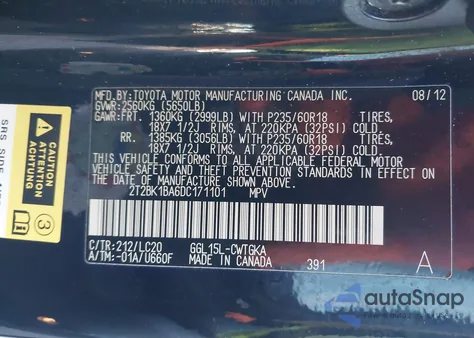 MFD.BY:TOYOTA MOTOR MANUFACTURING CANADA INC. 08/12
GVWR:2560KG (5650LB)
GAWR:FRT. 1360KG (2999LB) WITH P235/60R18 TIRES,
18X7 1/2J RIMS, AT 220KPA (32PSI) COLD.
RR. 1385KG (3056LB) WITH P235/60R18 TIRES,
18X7 1/2J RIMS, AT 220KPA (32PSI) COLD.
THIS VEHICLE CONFORMS TO ALL APPLICABLE FEDERAL MOTOR
VEHICLE SAFETY AND THEFT PREVENTION STANDARDS IN EFFECT
ON THE DATE OF MANUFACTURE SHOWN ABOVE.
2T2BK1BA6DC171101 MPV
C/TR:212/LC20 GGL15L-CWTGKA
A/TM:-01A/U660F MADE IN CANADA 391 A
SRS SIDE
CAUTION
ATTENTION
ACHTUNG
3
autoSnap